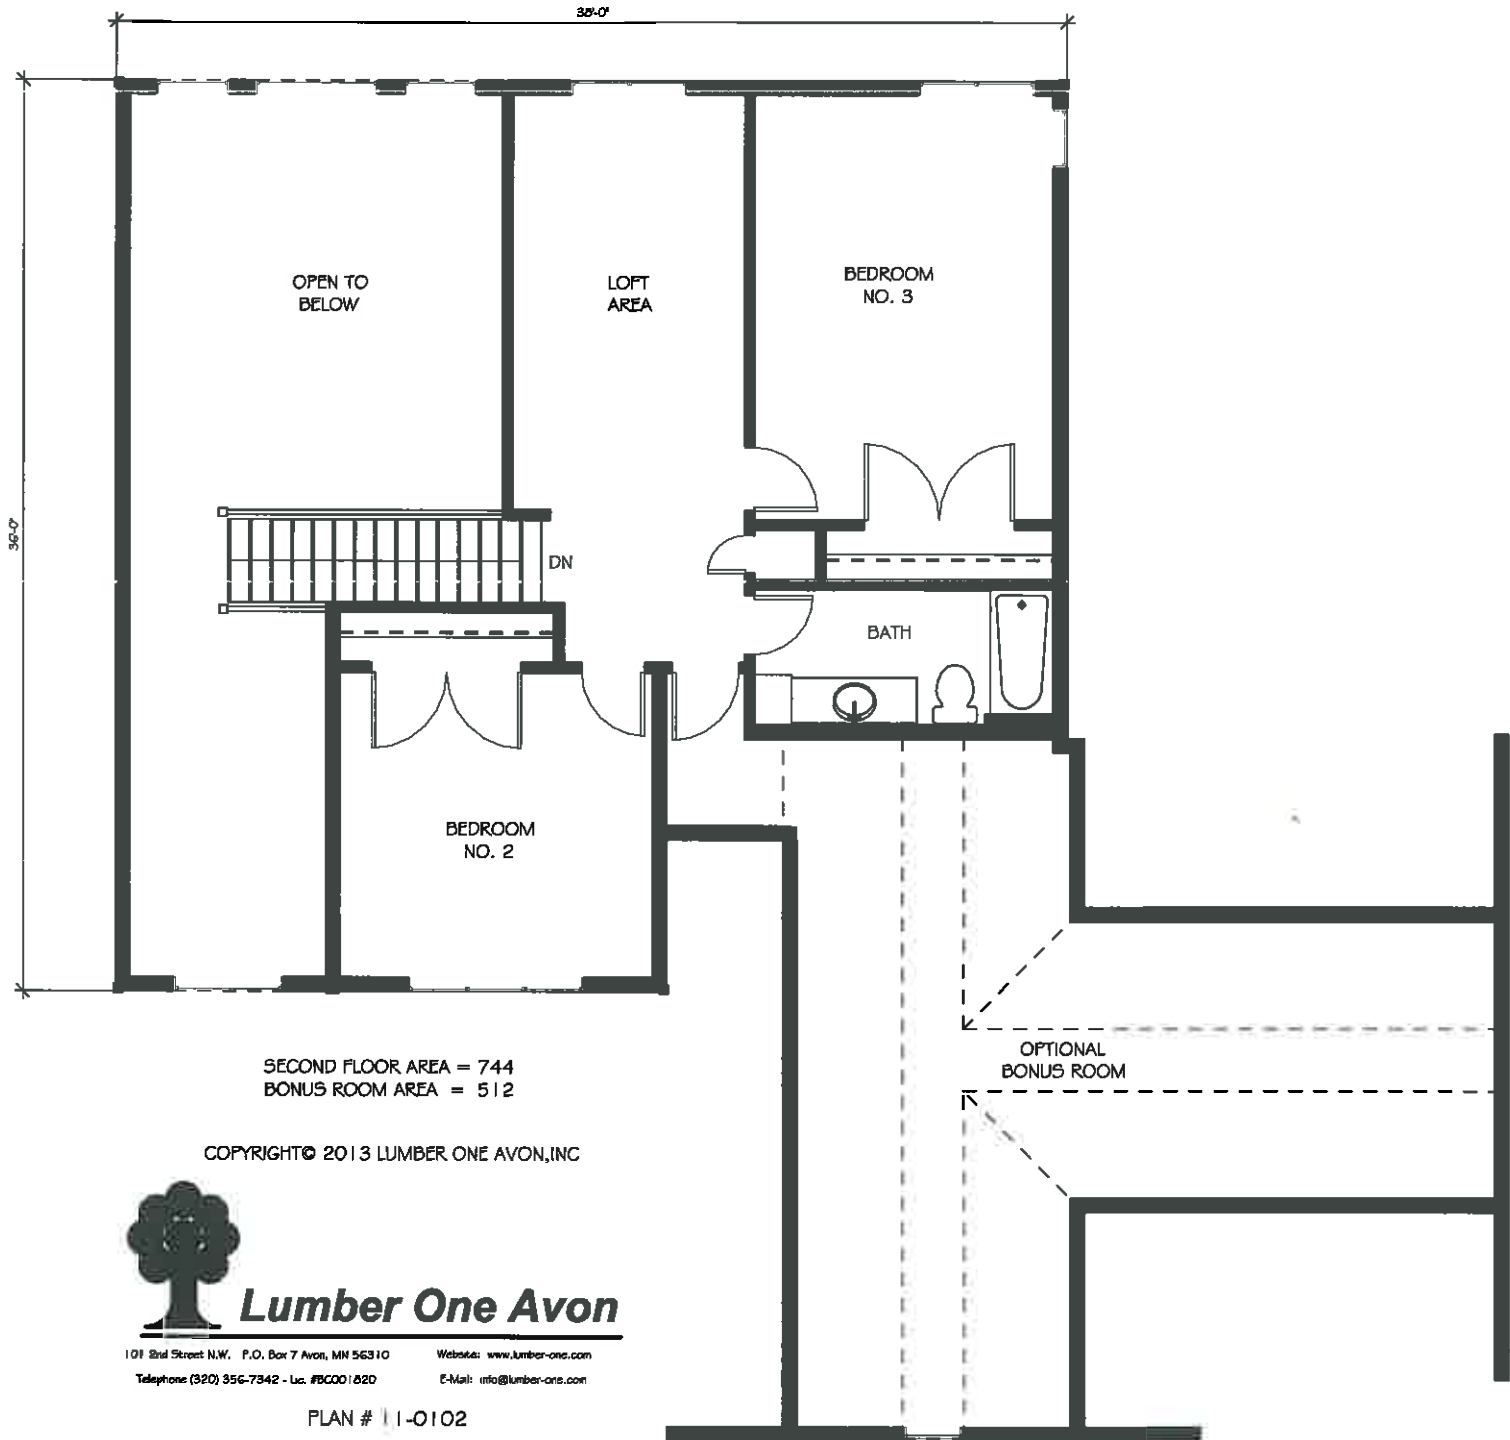 38'-0"
OPEN TO
BELOW
LOFT
AREA
BEDROOM
NO. 3
36'-0"
DN
BATH
BEDROOM
NO. 2
OPTIONAL
BONUS ROOM
SECOND FLOOR AREA = 744
BONUS ROOM AREA = 512
COPYRIGHT© 2013 LUMBER ONE AVON,INC
Lumber One Avon
101 2nd Street N.W. P.O. Box 7 Avon, MN 56310 Website: www.lumber-one.com
Telephone (320) 356-7342 - Lic. #BC001820 E-Mail: info@lumber-one.com
PLAN # 11-0102